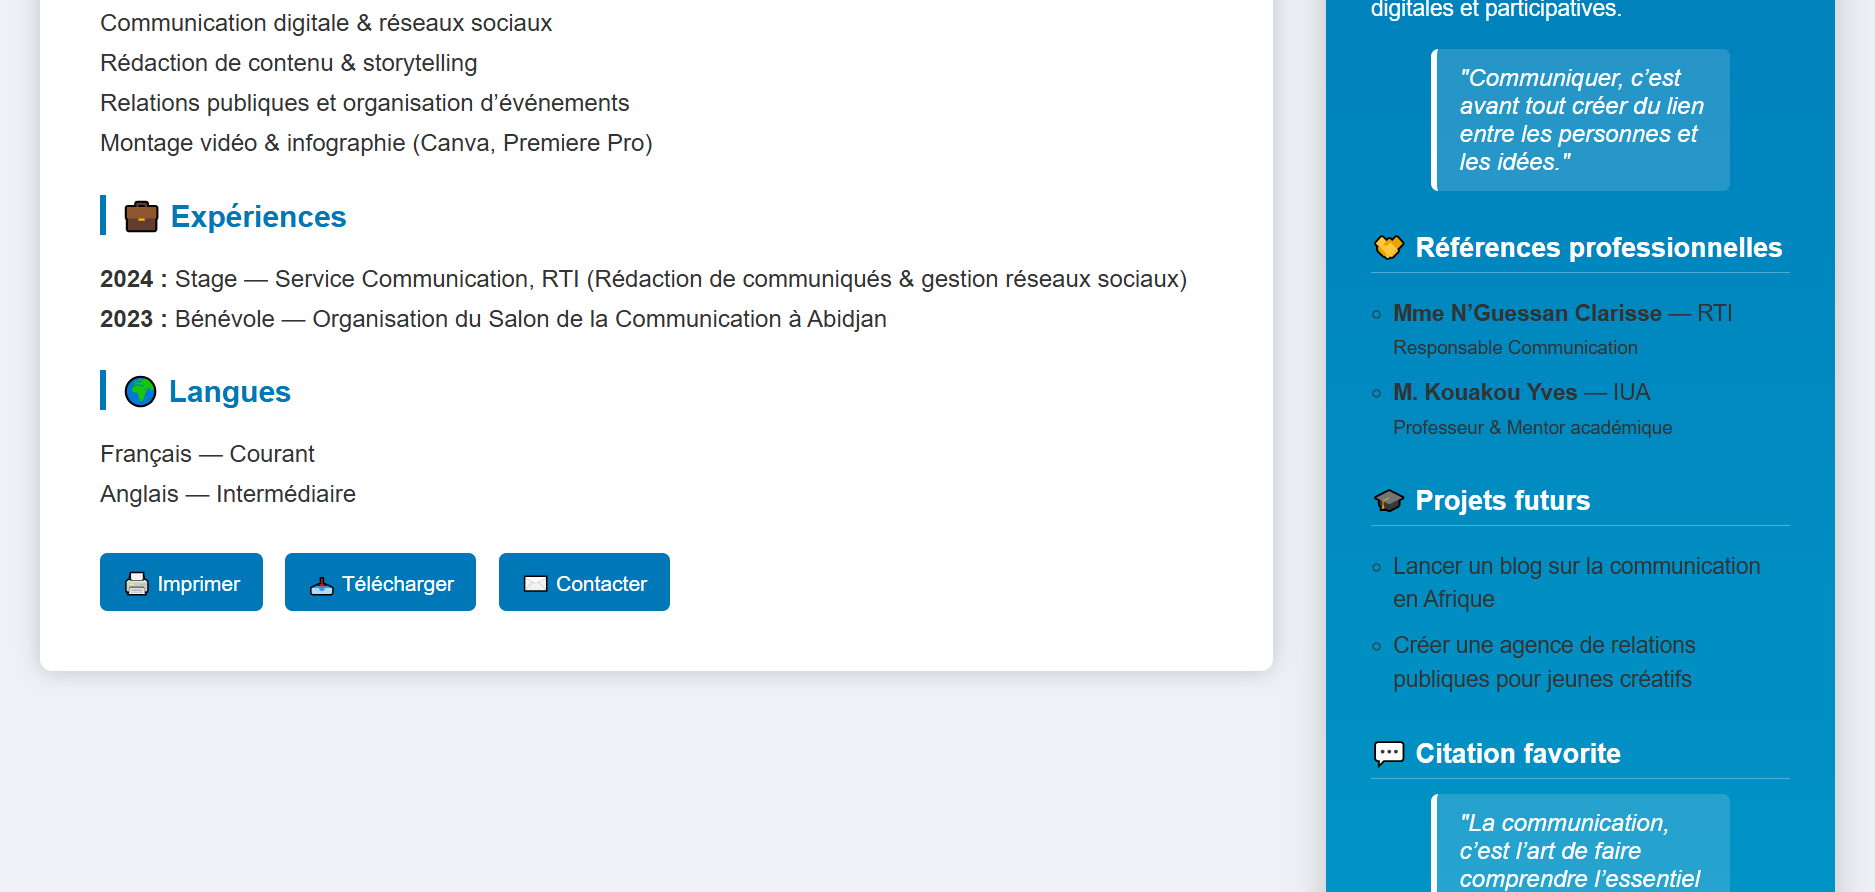 Communication digitale & réseaux sociaux
Rédaction de contenu & storytelling
Relations publiques et organisation d’événements
Montage vidéo & infographie (Canva, Premiere Pro)
Expériences
2024 : Stage — Service Communication, RTI (Rédaction de communiqués & gestion réseaux sociaux)
2023 : Bénévole — Organisation du Salon de la Communication à Abidjan
Langues
Français — Courant
Anglais — Intermédiaire
Imprimer
Télécharger
Contacter
digitales et participatives.
"Communiquer, c’est
avant tout créer du lien
entre les personnes et
les idées."
Références professionnelles
Mme N’Guessan Clarisse — RTI
Responsable Communication
M. Kouakou Yves — IUA
Professeur & Mentor académique
Projets futurs
Lancer un blog sur la communication
en Afrique
Créer une agence de relations
publiques pour jeunes créatifs
Citation favorite
"La communication,
c’est l’art de faire
comprendre l’essentiel